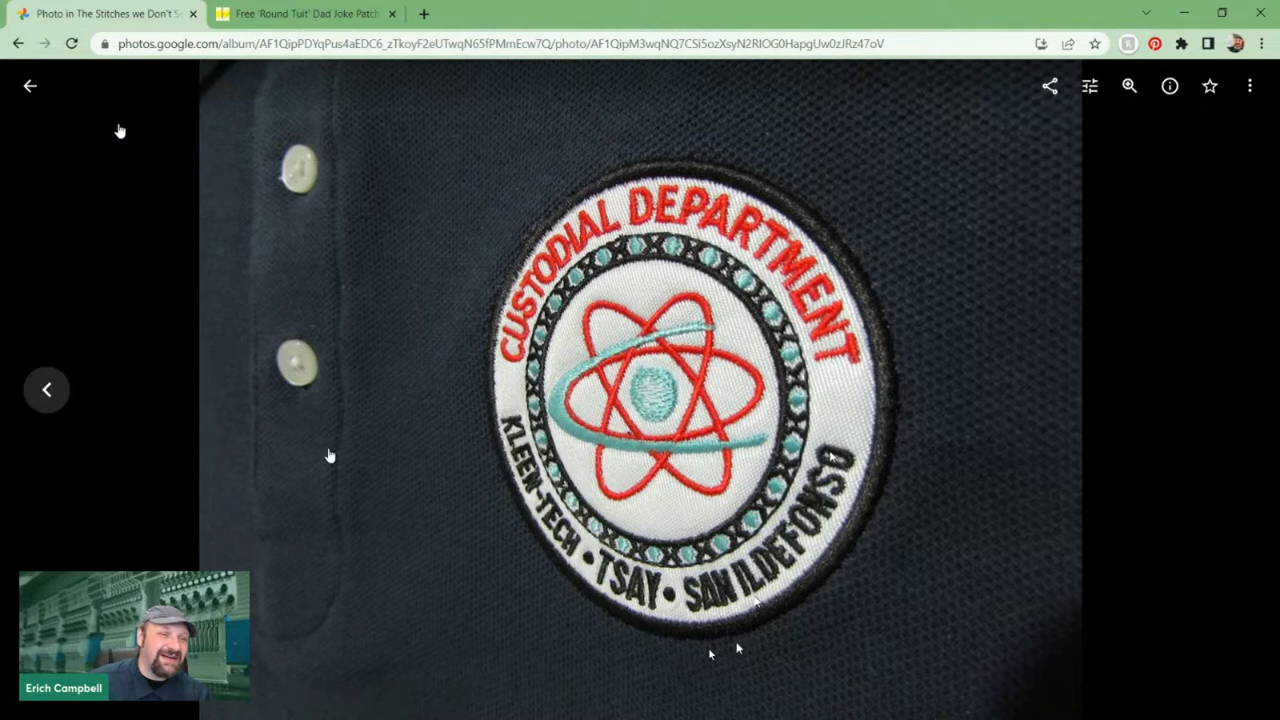 Photo in The Stitches we Don't S
Free 'Round Tuit' Dad Joke Patch
photos.google.com/album/AF1QipPDYqPus4aEDC6_zTkoyF2eUTwqN65fPMmEcw7Q/photo/AF1QipM3wqNQ7CSi5ozXsyN2RIOG0HapgUw0zJRz47oV
CUSTODIAL DEPARTMENT
KLEEN-TECH • TSAY • SAN ILDEFONSO
Erich Campbell